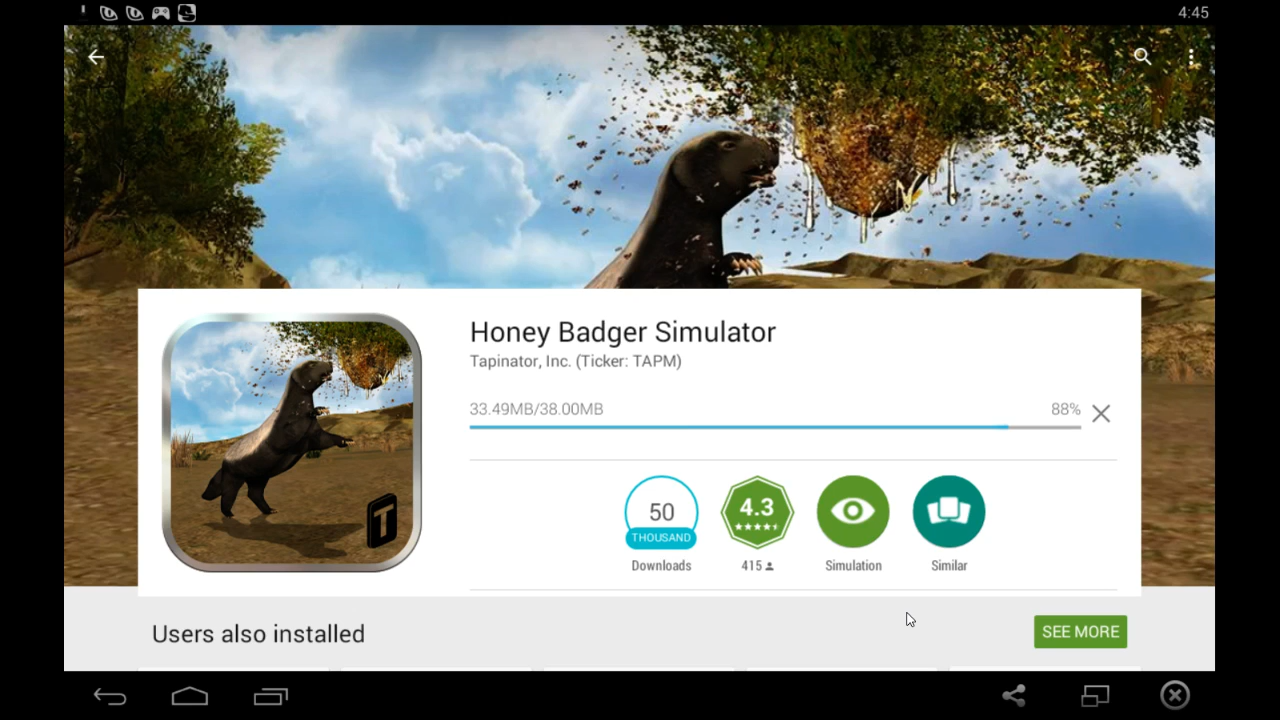 4:45
Honey Badger Simulator
Tapinator, Inc. (Ticker: TAPM)
33.49MB/38.00MB 88%
50 4.3
THOUSAND
Downloads 415 Simulation Similar
T
Users also installed SEE MORE